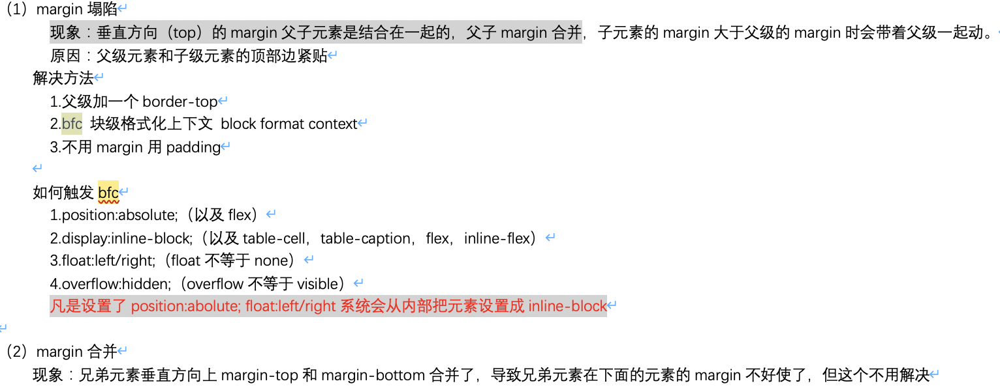 （1）margin 塌陷
现象：垂直方向（top）的 margin 父子元素是结合在一起的，父子 margin 合并，子元素的 margin 大于父级的 margin 时会带着父级一起动。
原因：父级元素和子级元素的顶部边紧贴
解决方法
1.父级加一个 border-top
2.bfc 块级格式化上下文 block format context
3.不用 margin 用 padding
如何触发 bfc
1.position:absolute;（以及 flex）
2.display:inline-block;（以及 table-cell，table-caption，flex，inline-flex）
3.float:left/right;（float 不等于 none）
4.overflow:hidden;（overflow 不等于 visible）
凡是设置了 position:abolute; float:left/right 系统会从内部把元素设置成 inline-block
（2）margin 合并
现象：兄弟元素垂直方向上 margin-top 和 margin-bottom 合并了，导致兄弟元素在下面的元素的 margin 不好使了，但这个不用解决